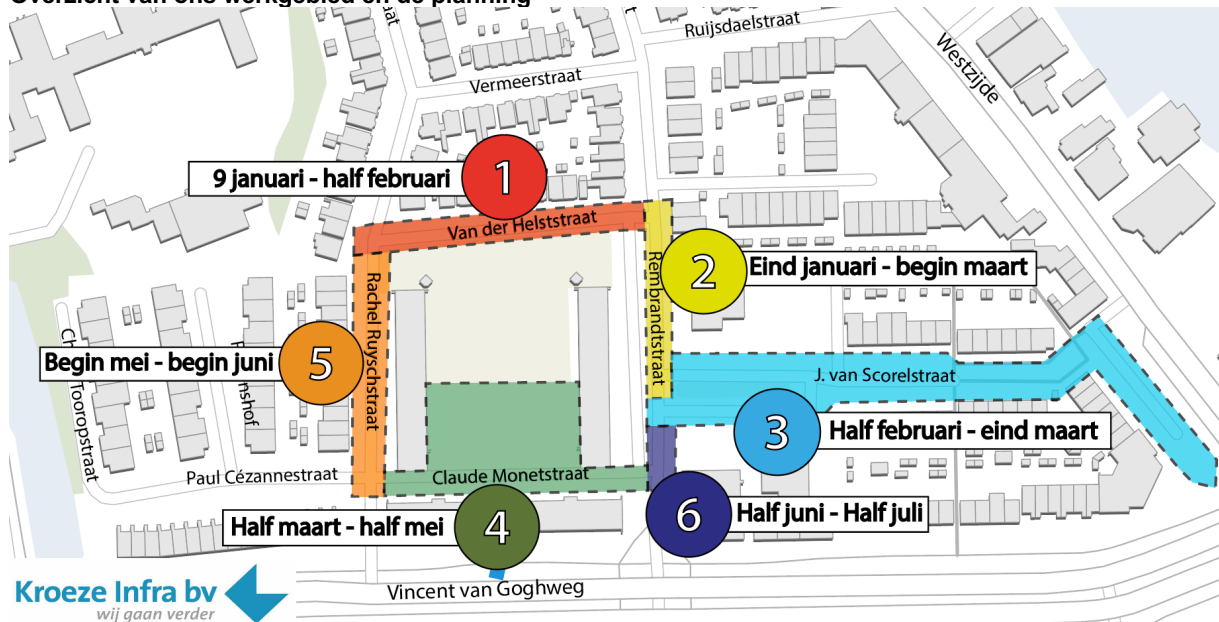 Overzicht van ons werkgebied en de planning
Ruijsdaelstraat
Westzijde
Vermeerstraat
9 januari - half februari
1
Van der Helststraat
2
Eind januari - begin maart
Rembrandtstraat
Rachel Ruyschstraat
Begin mei - begin juni
5
J. van Scorelstraat
3
Half februari - eind maart
Tooropstraat
Paul Cézannestraat
Claude Monetstraat
Half maart - half mei
4
6
Half juni - Half juli
Vincent van Goghweg
Kroeze Infra bv
wij gaan verder